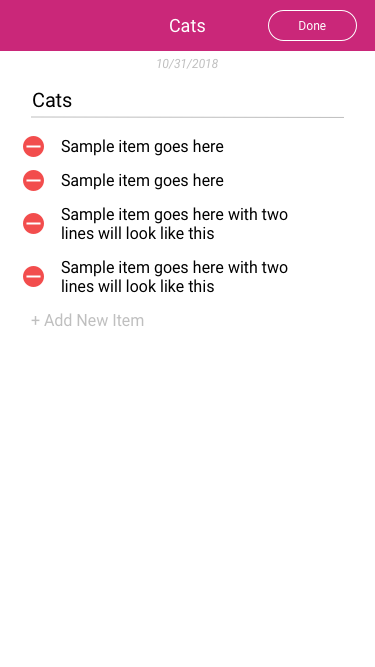 Cats
Done
10/31/2018
Cats
Sample item goes here
Sample item goes here
Sample item goes here with two
lines will look like this
Sample item goes here with two
lines will look like this
+ Add New Item